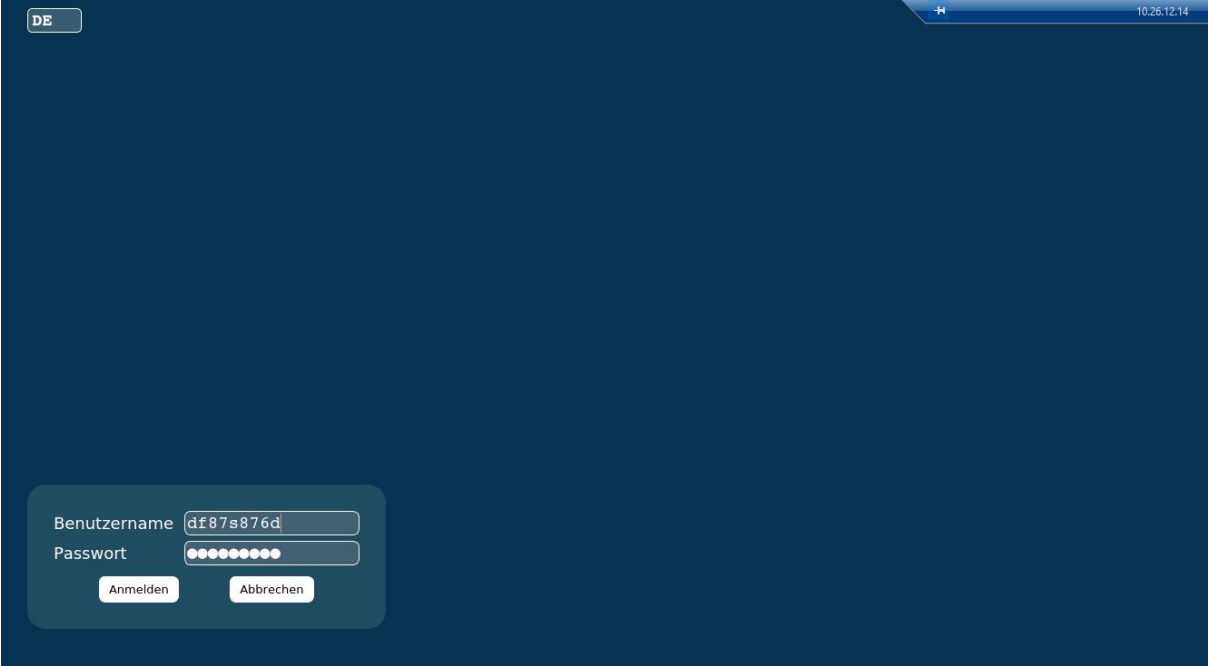 DE
10.26.12.14
Benutzername df87s876d
Passwort ●●●●●●●●●
Anmelden Abbrechen